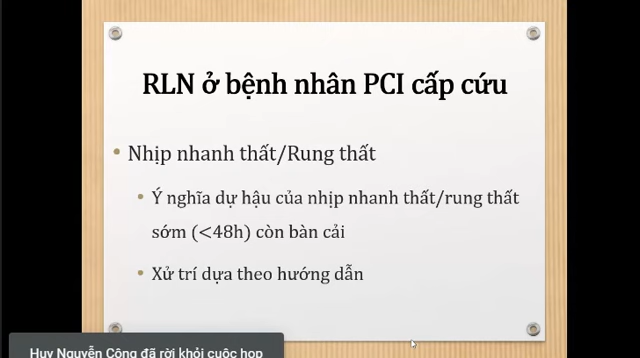 RLN ở bệnh nhân PCI cấp cứu
• Nhịp nhanh thất/Rung thất
• Ý nghĩa dự hậu của nhịp nhanh thất/rung thất
sớm (<48h) còn bàn cải
• Xử trí dựa theo hướng dẫn
Huy Nguyễn Công đã rời khỏi cuộc họp